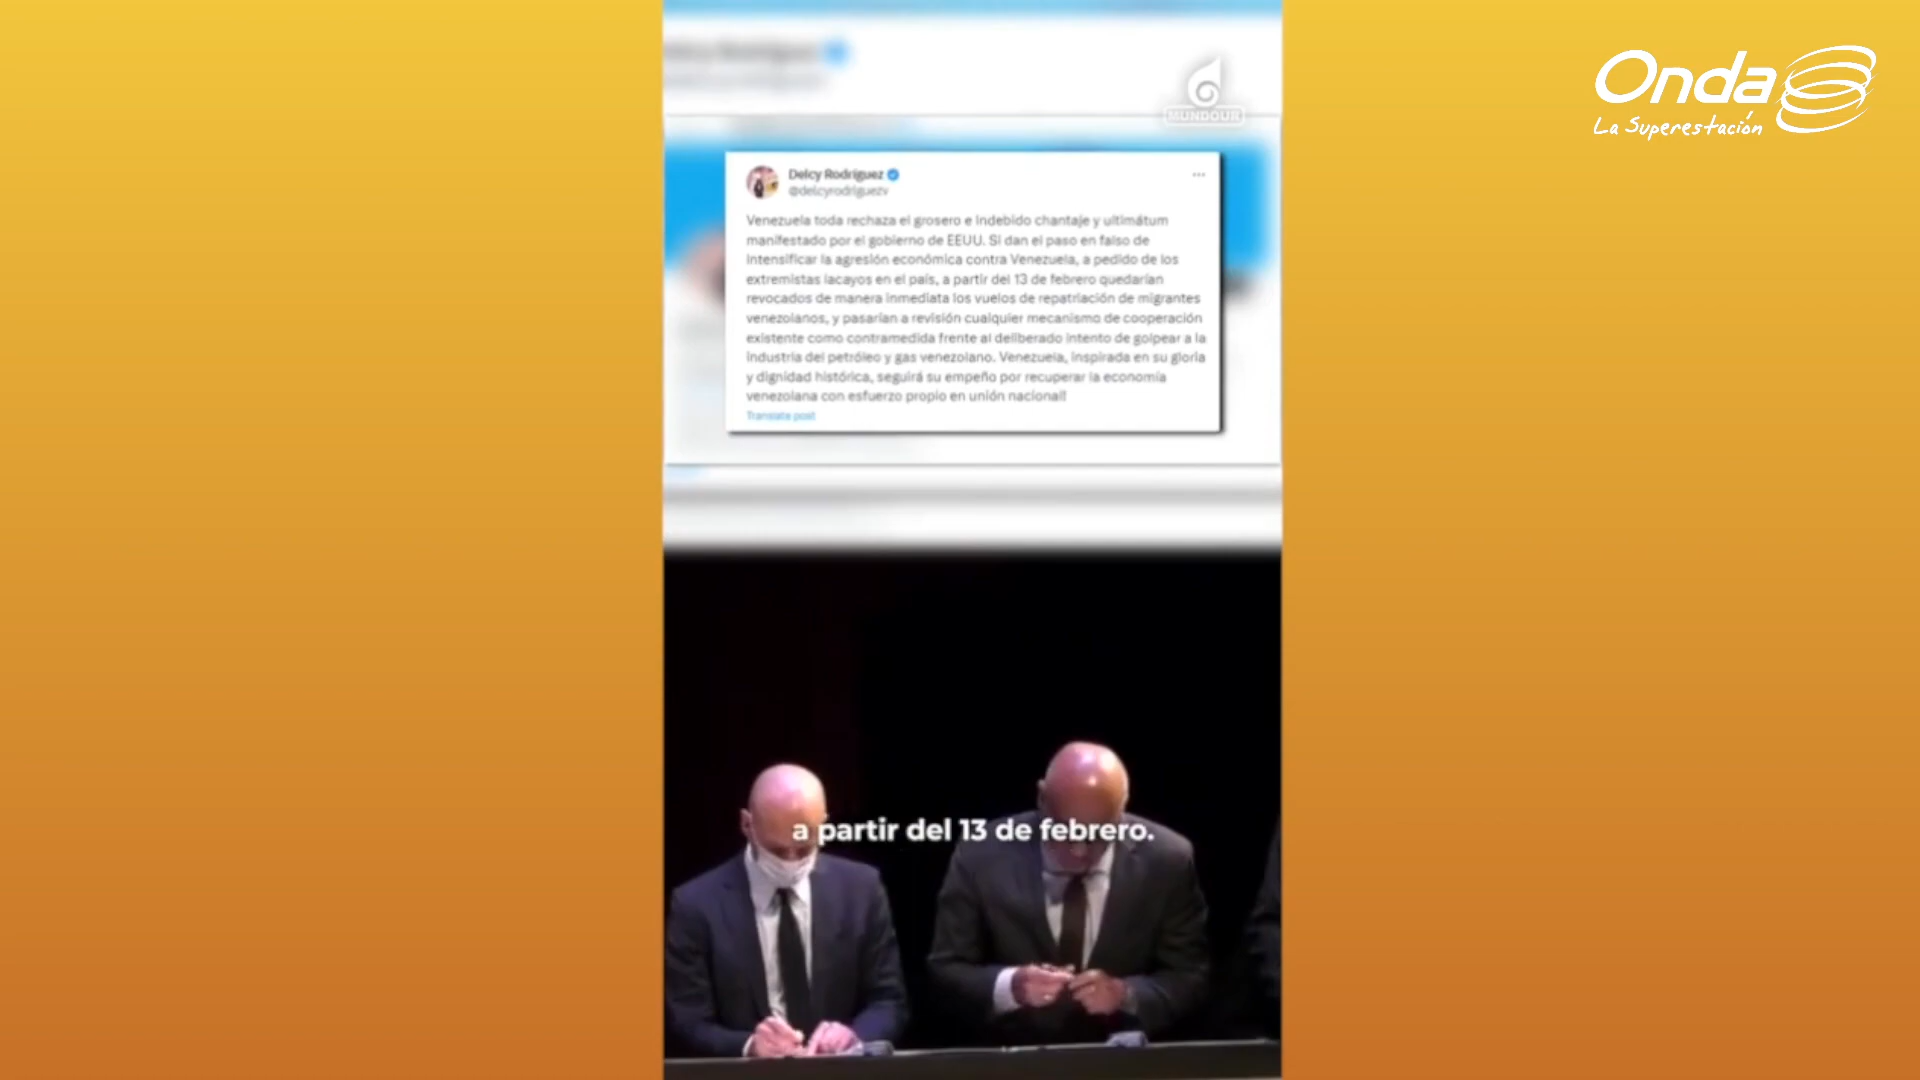 Onda
La Superestación
MUNDOUR
Delcy Rodríguez
@delcyrodriguezv
Venezuela toda rechaza el grosero e indebido chantaje y ultimátum
manifestado por el gobierno de EEUU. Si dan el paso en falso de
intensificar la agresión económica contra Venezuela, a pedido de los
extremistas lacayos en el país, a partir del 13 de febrero quedarían
revocados de manera inmediata los vuelos de repatriación de migrantes
venezolanos, y pasarían a revisión cualquier mecanismo de cooperación
existente como contramedida frente al deliberado intento de golpear a la
industria del petróleo y gas venezolano. Venezuela, inspirada en su gloria
y dignidad histórica, seguirá su empeño por recuperar la economía
venezolana con esfuerzo propio en unión nacional!
Translate post
a partir del 13 de febrero.